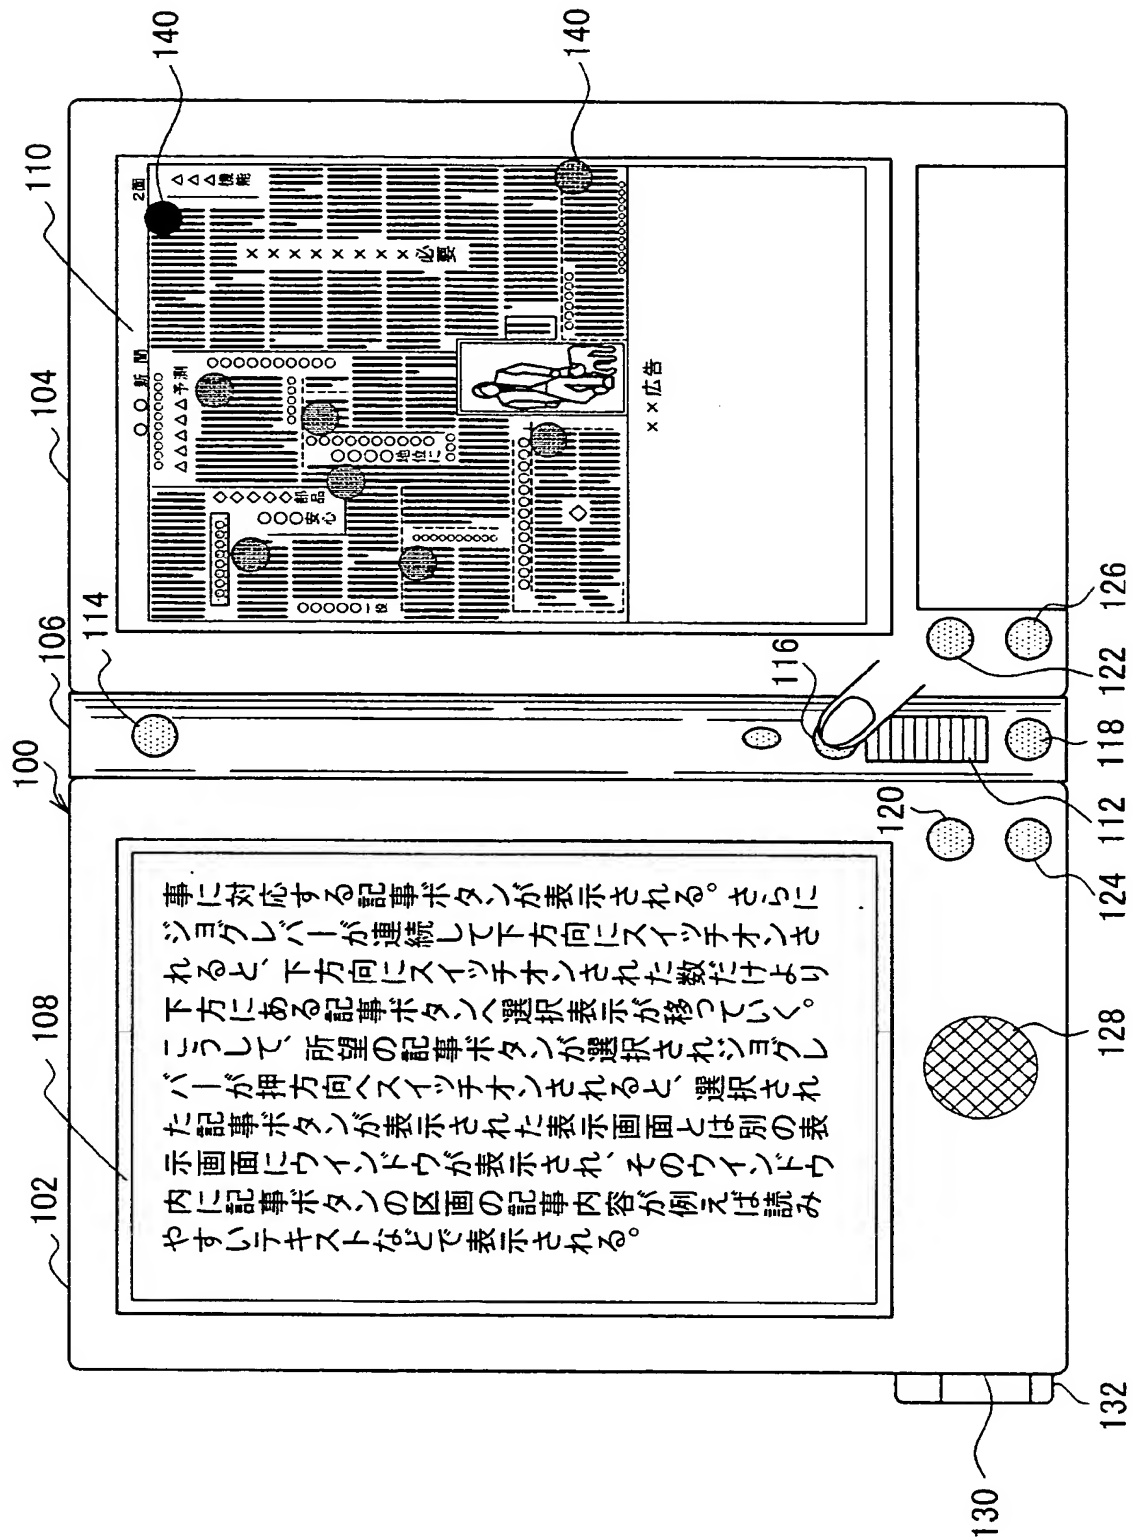 130
132
102
108
128
事に対応する記事ボタンが表示される。さらに
ジョグレバーが連続して下方向にスイッチオンさ
れると、下方向にスイッチオンされた数だけより
下方にある記事ボタンへ選択表示が移っていく。
こうして、所望の記事ボタンが選択されジョグレ
バーが押方向へスイッチオンされると、選択され
た記事ボタンが表示された表示画面とは別の表
示画面にウインドウが表示され、そのウインドウ
内に記事ボタンの区画の記事内容が例えば読み
やすいテキストなどで表示される。
100
120
124
112
118
106
114
116
122
126
104
110
○○新聞
2面
△△△機能
××××××××必要
△△△△△予測
○○○○地位に
◇◇◇◇◇部品
○○○安心
○○○○○一役
××広告
140
140